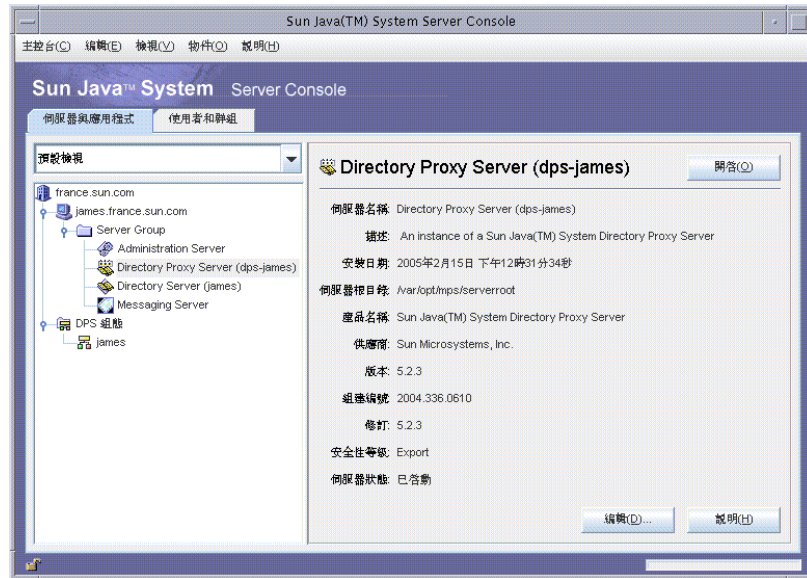 Sun Java(TM) System Server Console
主控台(C) 編輯(E) 檢視(V) 物件(O) 說明(H)
Sun Java™ System Server Console
伺服器與應用程式 使用者和群組
預設檢視
france.sun.com
james.france.sun.com
Server Group
Administration Server
Directory Proxy Server (dps-james)
Directory Server (james)
Messaging Server
DPS 組態
james
Directory Proxy Server (dps-james) 開啟(O)
伺服器名稱: Directory Proxy Server (dps-james)
描述: An instance of a Sun Java(TM) System Directory Proxy Server
安裝日期: 2005年2月15日 下午12時31分34秒
伺服器根目錄: /var/opt/mps/serverroot
產品名稱: Sun Java(TM) System Directory Proxy Server
供應商: Sun Microsystems, Inc.
版本: 5.2.3
組建編號: 2004.336.0610
修訂: 5.2.3
安全性等級: Export
伺服器狀態: 已啟動
編輯(D)... 說明(H)